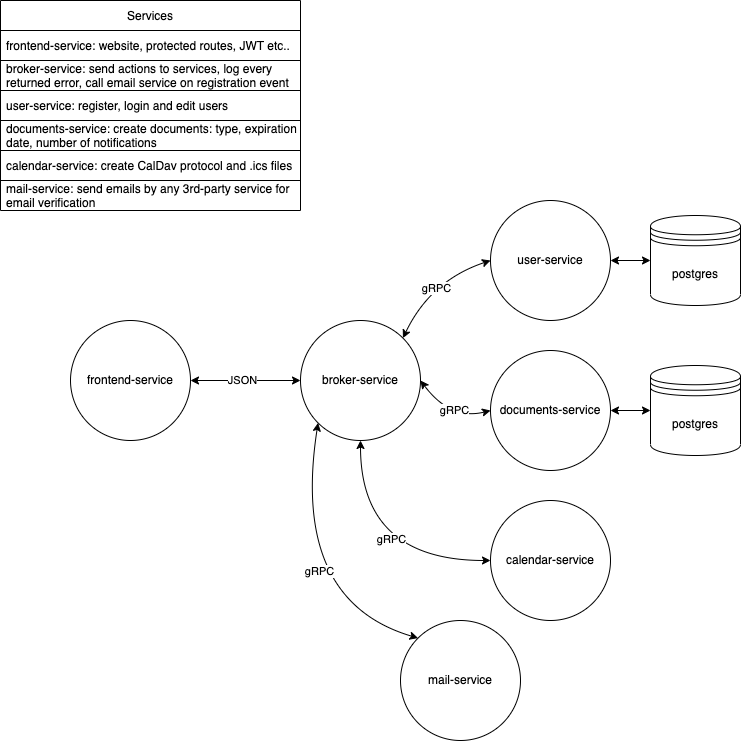 Services
frontend-service: website, protected routes, JWT etc..
broker-service: send actions to services, log every
returned error, call email service on registration event
user-service: register, login and edit users
documents-service: create documents: type, expiration
date, number of notifications
calendar-service: create CalDav protocol and .ics files
mail-service: send emails by any 3rd-party service for
email verification
user-service
postgres
gRPC
frontend-service
JSON
broker-service
gRPC
documents-service
postgres
gRPC
calendar-service
gRPC
mail-service